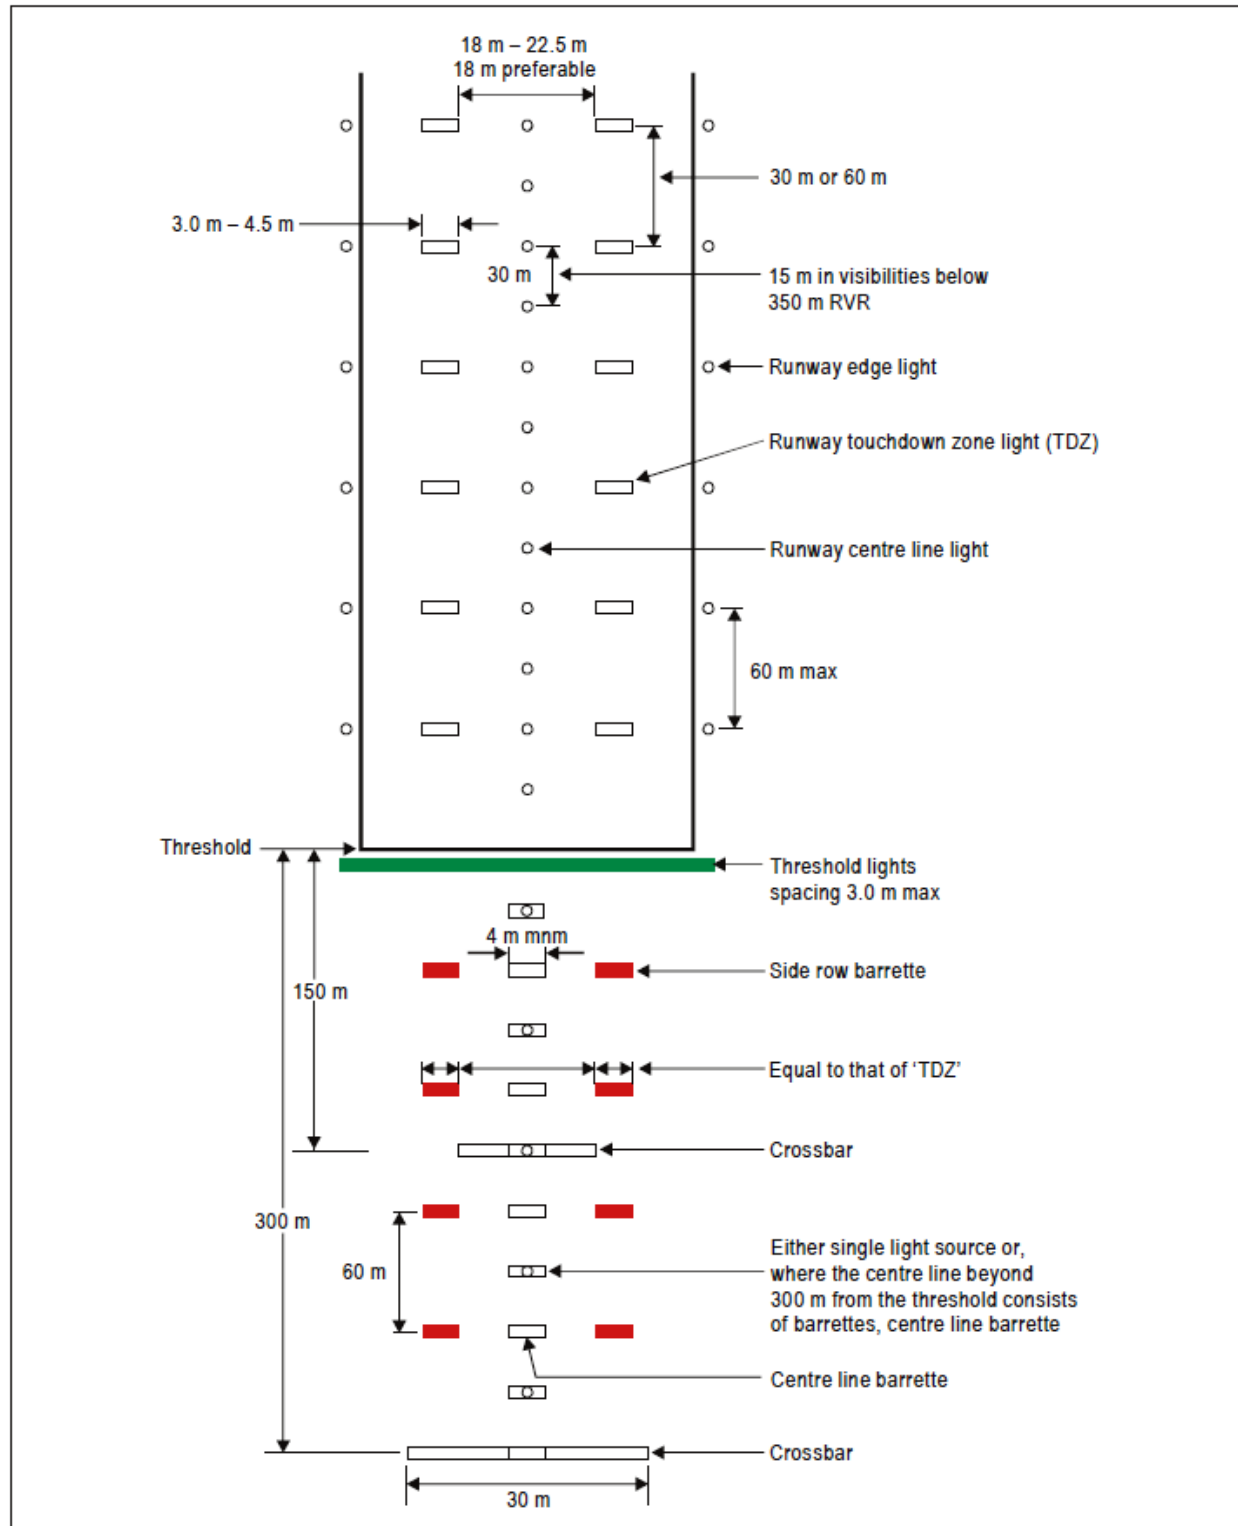 18 m – 22.5 m
18 m preferable
30 m or 60 m
3.0 m – 4.5 m
30 m
15 m in visibilities below
350 m RVR
Runway edge light
Runway touchdown zone light (TDZ)
Runway centre line light
60 m max
Threshold
Threshold lights
spacing 3.0 m max
4 m mnm
Side row barrette
150 m
Equal to that of ‘TDZ’
Crossbar
300 m
60 m
Either single light source or,
where the centre line beyond
300 m from the threshold consists
of barrettes, centre line barrette
Centre line barrette
Crossbar
30 m